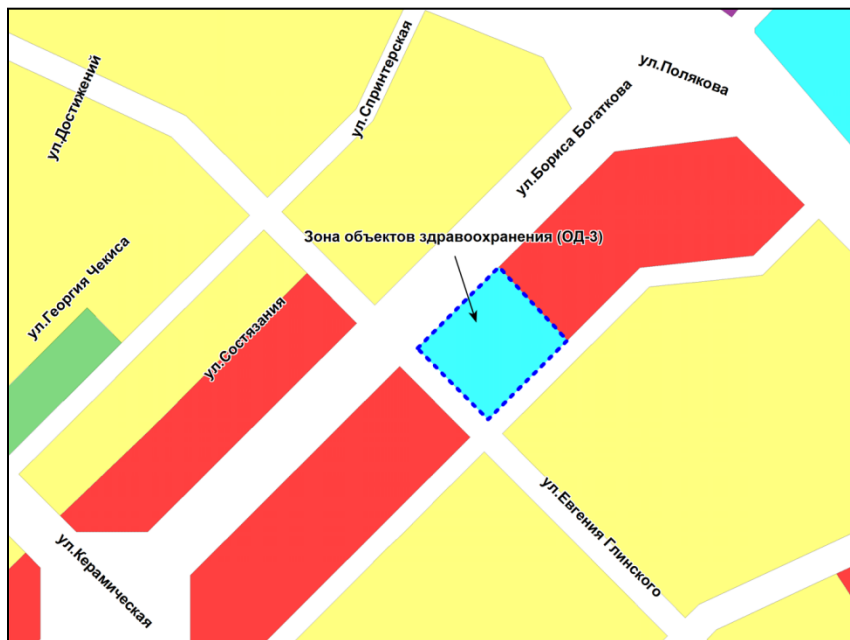 ул.Полякова
ул.Спринтерская
ул.Достижений
ул.Бориса Богаткова
Зона объектов здравоохранения (ОД-3)
ул.Георгия Чекиса
ул.Состязания
ул.Евгения Глинского
ул.Керамическая